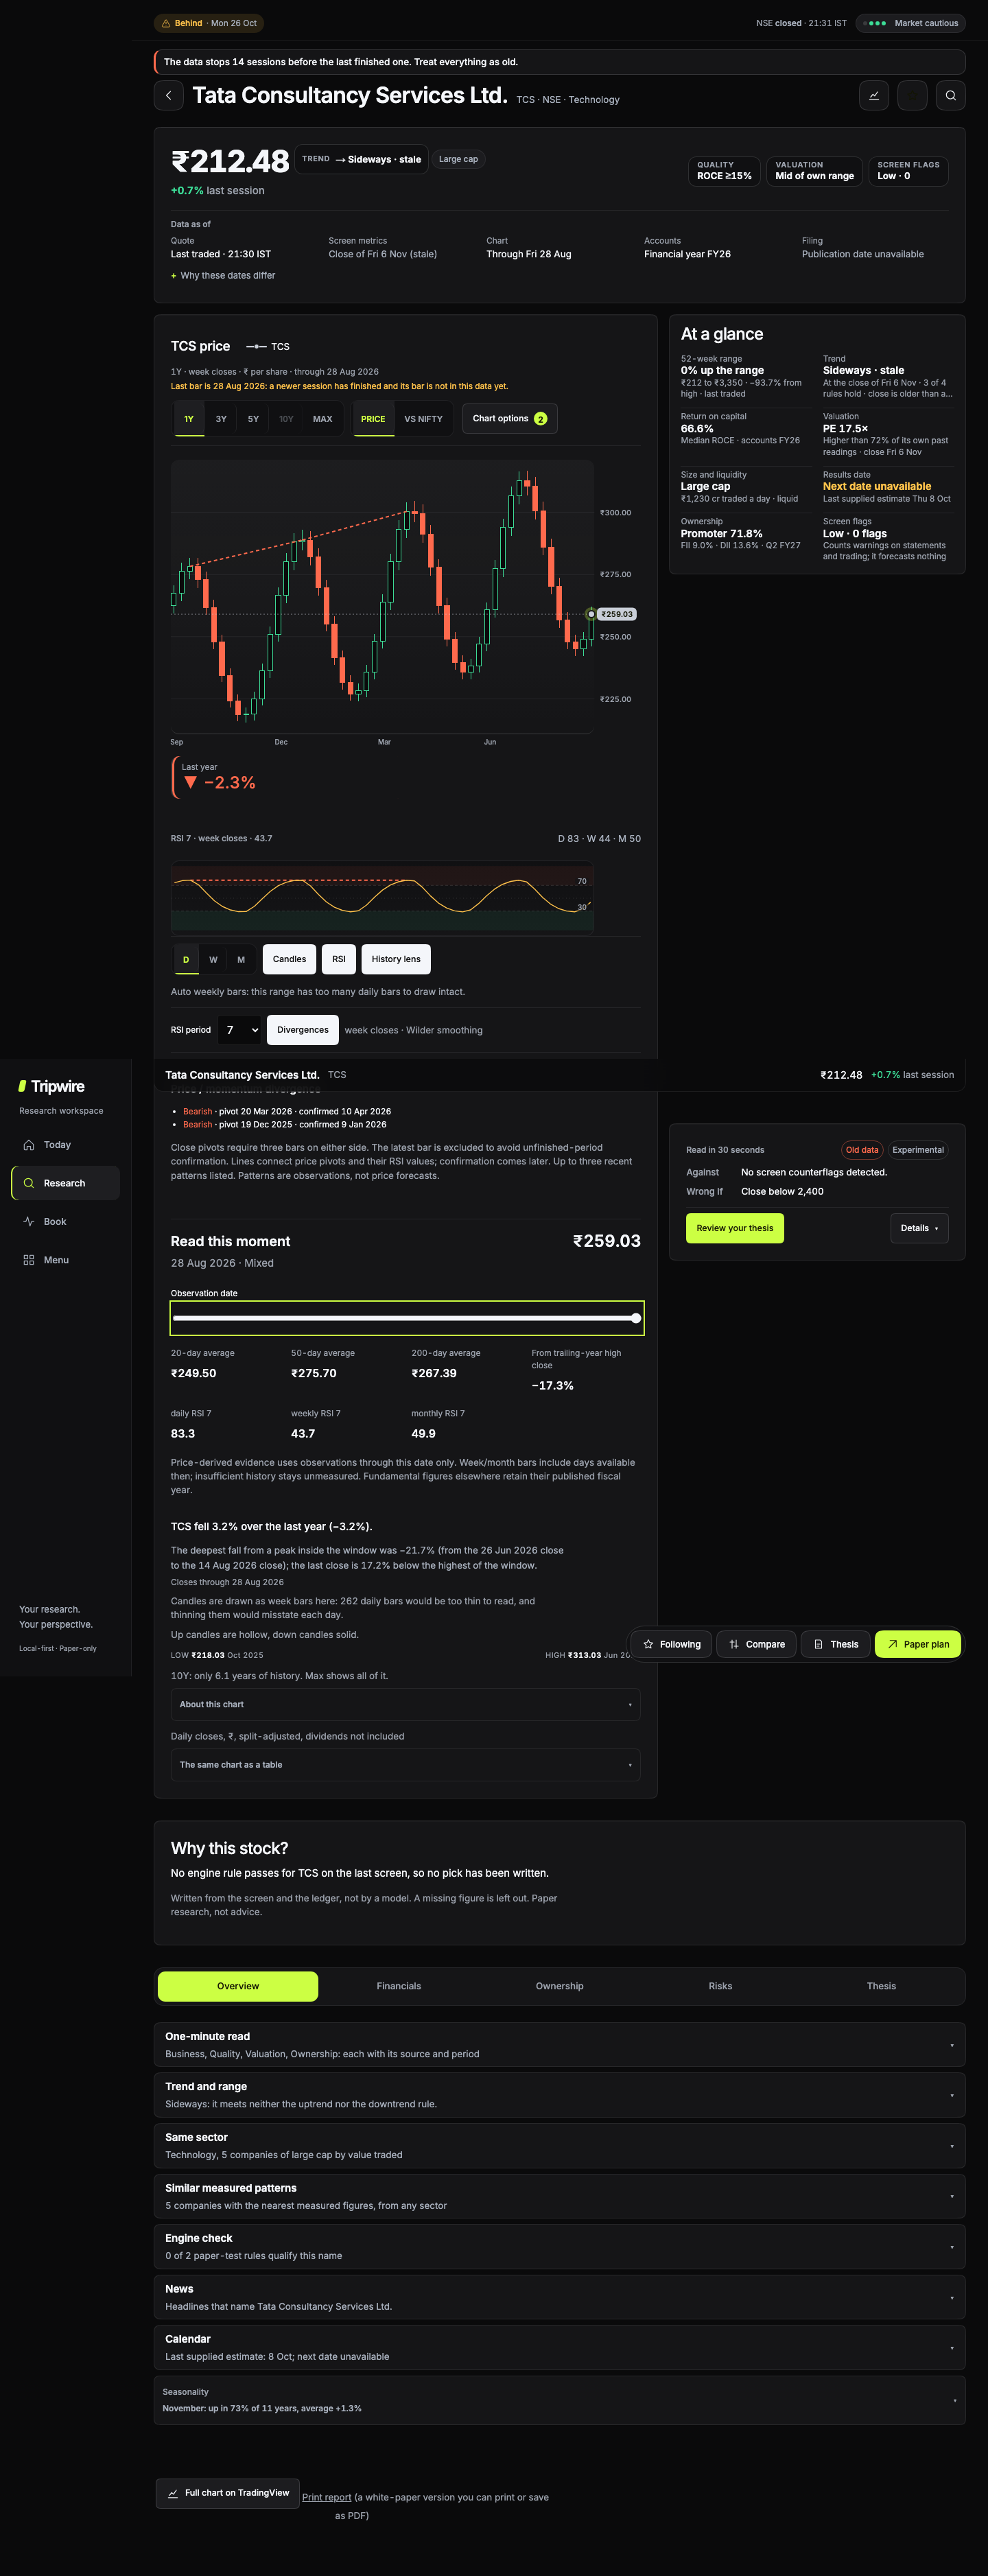 Behind · Mon 26 Oct
NSE closed · 21:31 IST
Market cautious
The data stops 14 sessions before the last finished one. Treat everything as old.
Tata Consultancy Services Ltd. TCS · NSE · Technology
₹212.48
TREND → Sideways · stale
Large cap
+0.7% last session
QUALITY
ROCE ≥15%
VALUATION
Mid of own range
SCREEN FLAGS
Low · 0
Data as of
Quote
Last traded · 21:30 IST
Screen metrics
Close of Fri 6 Nov (stale)
Chart
Through Fri 28 Aug
Accounts
Financial year FY26
Filing
Publication date unavailable
+ Why these dates differ
TCS price
TCS
1Y · week closes · ₹ per share · through 28 Aug 2026
Last bar is 28 Aug 2026: a newer session has finished and its bar is not in this data yet.
1Y 3Y 5Y 10Y MAX
PRICE VS NIFTY
Chart options 2
₹300.00
₹275.00
₹259.03
₹250.00
₹225.00
Sep Dec Mar Jun
Last year
▼ −2.3%
RSI 7 · week closes · 43.7
D 83 · W 44 · M 50
70
30
D W M
Candles
RSI
History lens
Auto weekly bars: this range has too many daily bars to draw intact.
RSI period 7
Divergences
week closes · Wilder smoothing
At a glance
52-week range
0% up the range
₹212 to ₹3,350 · −93.7% from
high · last traded
Trend
Sideways · stale
At the close of Fri 6 Nov · 3 of 4
rules hold · close is older than a…
Return on capital
66.6%
Median ROCE · accounts FY26
Valuation
PE 17.5×
Higher than 72% of its own past
readings · close Fri 6 Nov
Size and liquidity
Large cap
₹1,230 cr traded a day · liquid
Results date
Next date unavailable
Last supplied estimate Thu 8 Oct
Ownership
Promoter 71.8%
FII 9.0% · DII 13.6% · Q2 FY27
Screen flags
Low · 0 flags
Counts warnings on statements
and trading; it forecasts nothing
Tripwire
Research workspace
Today
Research
Book
Menu
Your research.
Your perspective.
Local-first · Paper-only
Tata Consultancy Services Ltd. TCS
₹212.48 +0.7% last session
Bearish · pivot 20 Mar 2026 · confirmed 10 Apr 2026
Bearish · pivot 19 Dec 2025 · confirmed 9 Jan 2026
Close pivots require three bars on either side. The latest bar is excluded to avoid unfinished-period
confirmation. Lines connect price pivots and their RSI values; confirmation comes later. Up to three recent
patterns listed. Patterns are observations, not price forecasts.
Read in 30 seconds
Old data
Experimental
Against No screen counterflags detected.
Wrong if Close below 2,400
Review your thesis
Details
Read this moment
₹259.03
28 Aug 2026 · Mixed
Observation date
20-day average
₹249.50
50-day average
₹275.70
200-day average
₹267.39
From trailing-year high
close
−17.3%
daily RSI 7
83.3
weekly RSI 7
43.7
monthly RSI 7
49.9
Price-derived evidence uses observations through this date only. Week/month bars include days available
then; insufficient history stays unmeasured. Fundamental figures elsewhere retain their published fiscal
year.
TCS fell 3.2% over the last year (−3.2%).
The deepest fall from a peak inside the window was −21.7% (from the 26 Jun 2026 close
to the 14 Aug 2026 close); the last close is 17.2% below the highest of the window.
Closes through 28 Aug 2026
Candles are drawn as week bars here: 262 daily bars would be too thin to read, and
thinning them would misstate each day.
Up candles are hollow, down candles solid.
LOW ₹218.03 Oct 2025
HIGH ₹313.03 Jun 20
Following
Compare
Thesis
Paper plan
10Y: only 6.1 years of history. Max shows all of it.
About this chart
Daily closes, ₹, split-adjusted, dividends not included
The same chart as a table
Why this stock?
No engine rule passes for TCS on the last screen, so no pick has been written.
Written from the screen and the ledger, not by a model. A missing figure is left out. Paper
research, not advice.
Overview Financials Ownership Risks Thesis
One-minute read
Business, Quality, Valuation, Ownership: each with its source and period
Trend and range
Sideways: it meets neither the uptrend nor the downtrend rule.
Same sector
Technology, 5 companies of large cap by value traded
Similar measured patterns
5 companies with the nearest measured figures, from any sector
Engine check
0 of 2 paper-test rules qualify this name
News
Headlines that name Tata Consultancy Services Ltd.
Calendar
Last supplied estimate: 8 Oct; next date unavailable
Seasonality
November: up in 73% of 11 years, average +1.3%
Full chart on TradingView
Print report (a white-paper version you can print or save
as PDF)